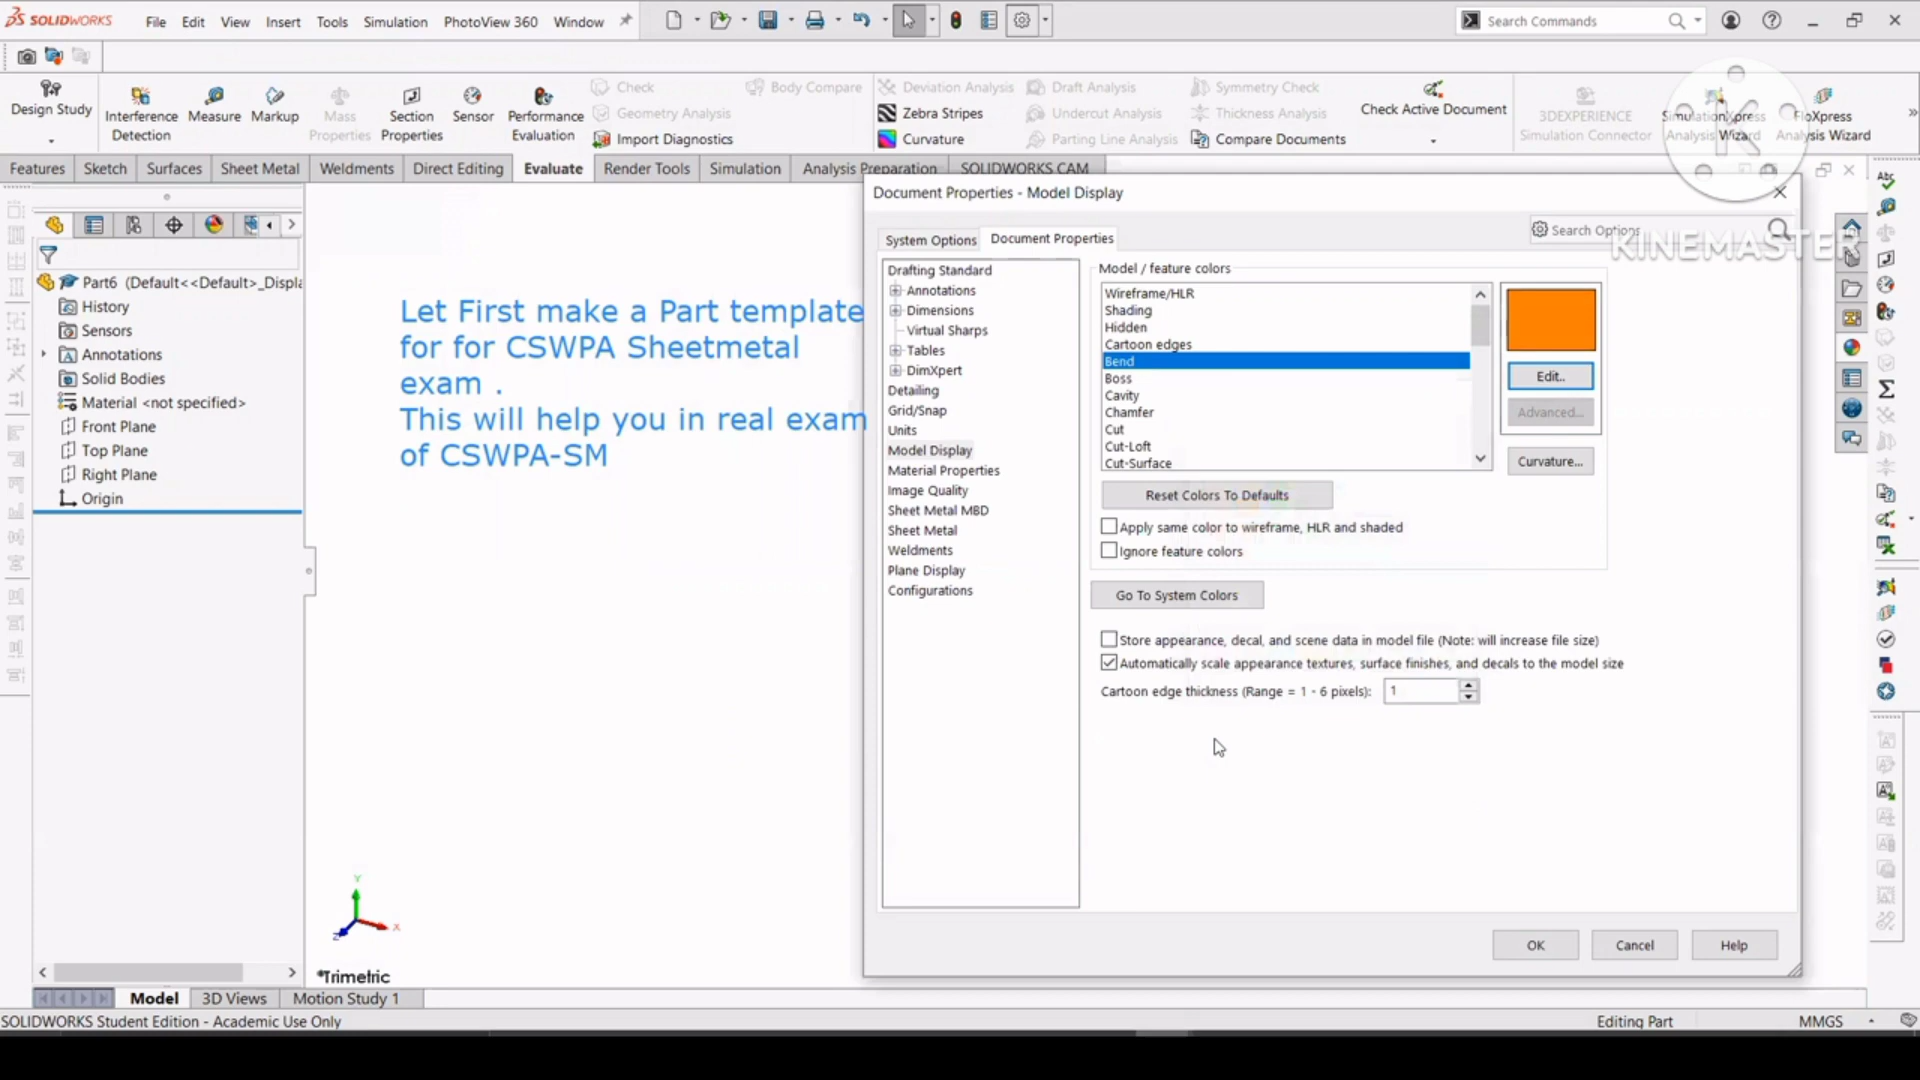 SOLIDWORKS File Edit View Insert Tools Simulation PhotoView 360 Window Search Commands
Design Study
Interference Detection
Measure
Markup
Mass Properties
Section Properties
Sensor
Performance Evaluation
Check
Geometry Analysis
Import Diagnostics
Body Compare
Deviation Analysis
Zebra Stripes
Curvature
Draft Analysis
Undercut Analysis
Parting Line Analysis
Symmetry Check
Thickness Analysis
Compare Documents
Check Active Document
3DEXPERIENCE
Simulation Connector
SimulationXpress
Analysis Wizard
FloXpress
Analysis Wizard
Features Sketch Surfaces Sheet Metal Weldments Direct Editing Evaluate Render Tools Simulation Analysis Preparation SOLIDWORKS CAM
KINEMASTER
Part6 (Default<<Default>_Displa
History
Sensors
Annotations
Solid Bodies
Material <not specified>
Front Plane
Top Plane
Right Plane
Origin
Let First make a Part template
for for CSWPA Sheetmetal
exam .
This will help you in real exam
of CSWPA-SM
Document Properties - Model Display
System Options Document Properties
Search Options
Drafting Standard
Annotations
Dimensions
Virtual Sharps
Tables
DimXpert
Detailing
Grid/Snap
Units
Model Display
Material Properties
Image Quality
Sheet Metal MBD
Sheet Metal
Weldments
Plane Display
Configurations
Model / feature colors
Wireframe/HLR
Shading
Hidden
Cartoon edges
Bend
Boss
Cavity
Chamfer
Cut
Cut-Loft
Cut-Surface
Edit..
Advanced...
Curvature...
Reset Colors To Defaults
Apply same color to wireframe, HLR and shaded
Ignore feature colors
Go To System Colors
Store appearance, decal, and scene data in model file (Note: will increase file size)
Automatically scale appearance textures, surface finishes, and decals to the model size
Cartoon edge thickness (Range = 1 - 6 pixels): 1
OK Cancel Help
Y
X
Z
*Trimetric
Model 3D Views Motion Study 1
SOLIDWORKS Student Edition - Academic Use Only
Editing Part MMGS